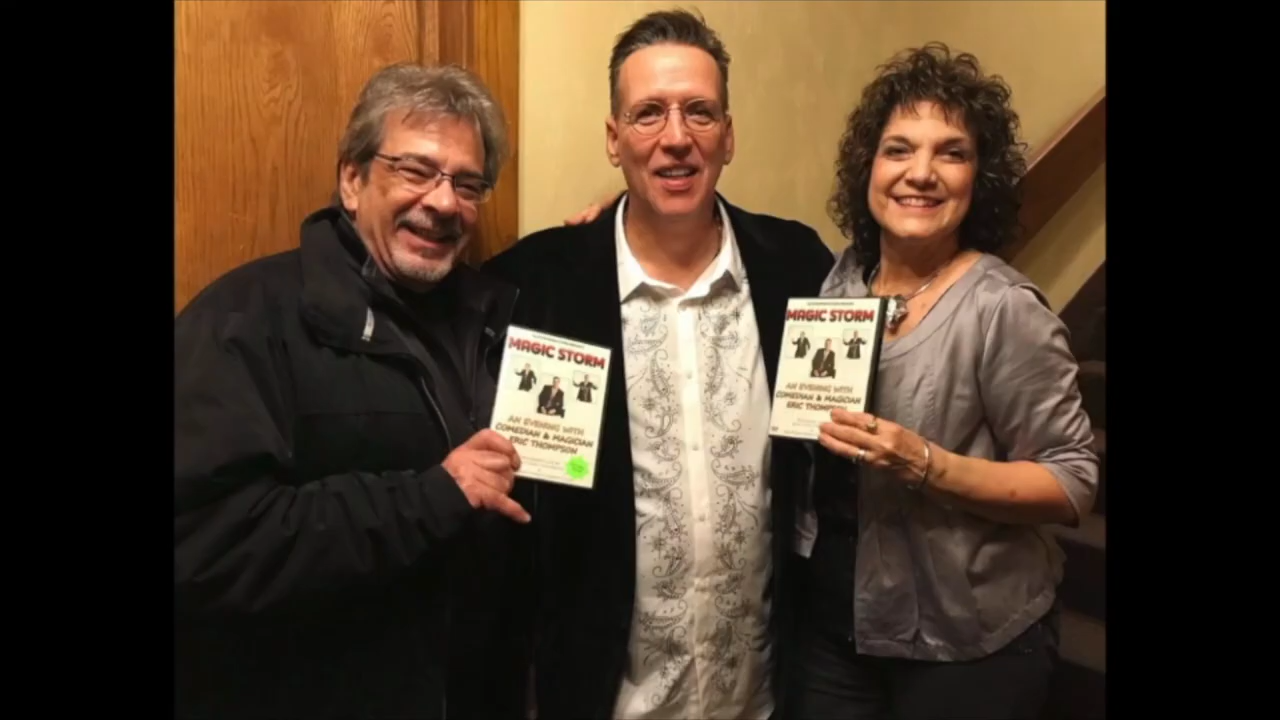 MAGIC STORM
AN EVENING WITH
COMEDIAN & MAGICIAN
ERIC THOMPSON
MAGIC STORM
AN EVENING WITH
COMEDIAN & MAGICIAN
ERIC THOMPSON